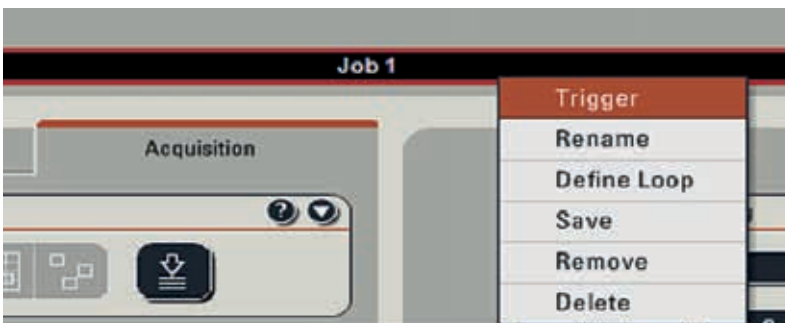 Job 1
Trigger
Rename
Acquisition
Define Loop
Save
Remove
Delete